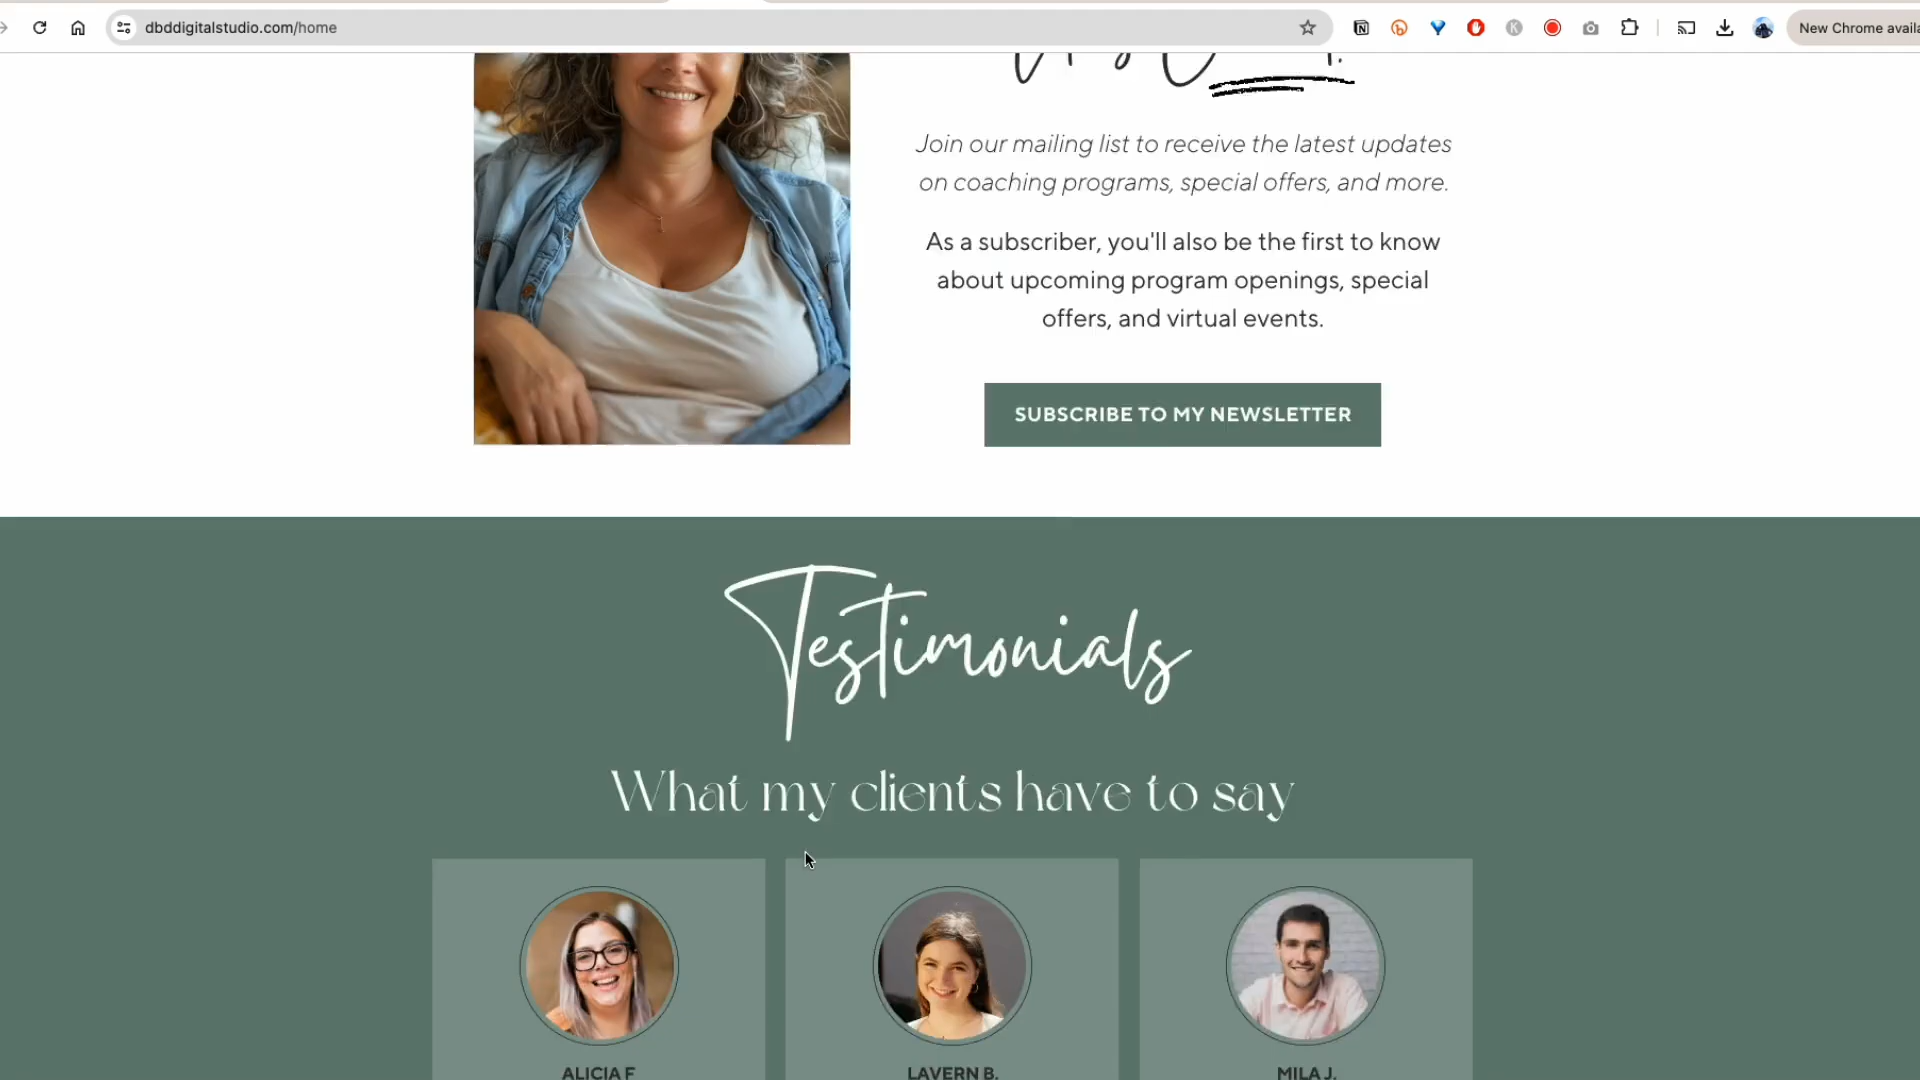 dbddigitalstudio.com/home
New Chrome availa
Join our mailing list to receive the latest updates
on coaching programs, special offers, and more.
As a subscriber, you'll also be the first to know
about upcoming program openings, special
offers, and virtual events.
SUBSCRIBE TO MY NEWSLETTER
Testimonials
What my clients have to say
ALICIA F
LAVERN B.
MILA J.